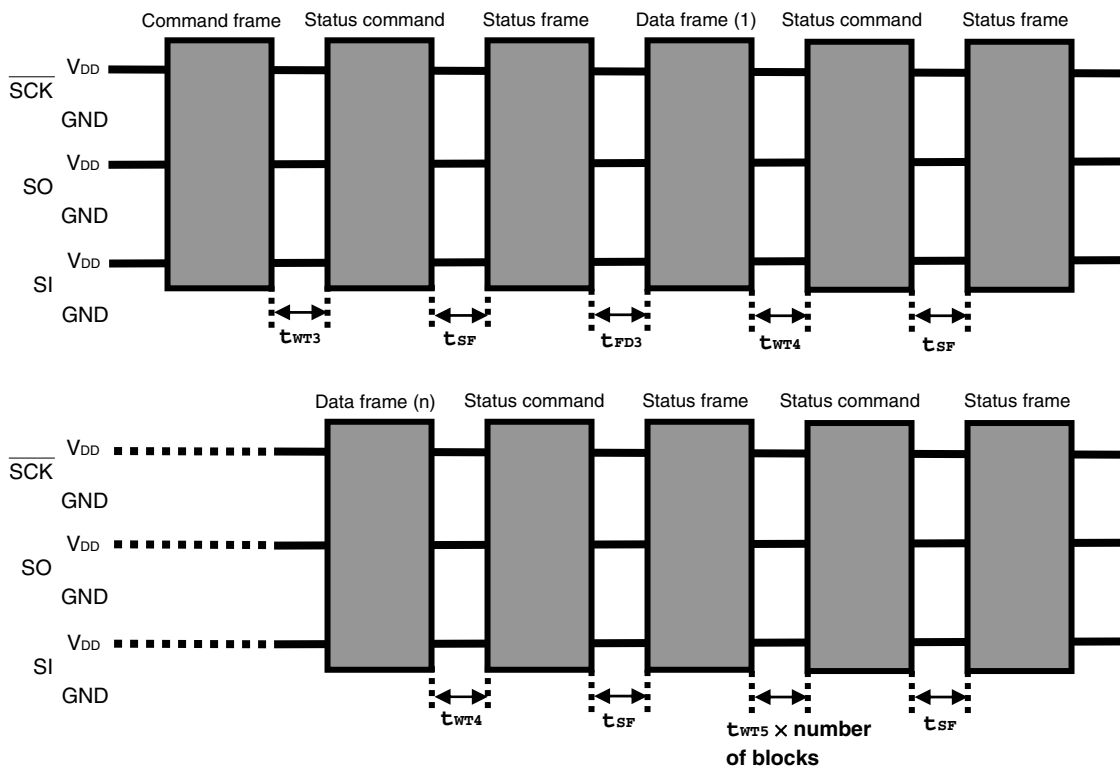 Command frame Status command Status frame Data frame (1) Status command Status frame
VDD
SCK
GND
VDD
SO
GND
VDD
SI
GND
tWT3 tSF tFD3 tWT4 tSF
Data frame (n) Status command Status frame Status command Status frame
VDD
SCK
GND
VDD
SO
GND
VDD
SI
GND
tWT4 tSF tWT5 × number tSF
of blocks